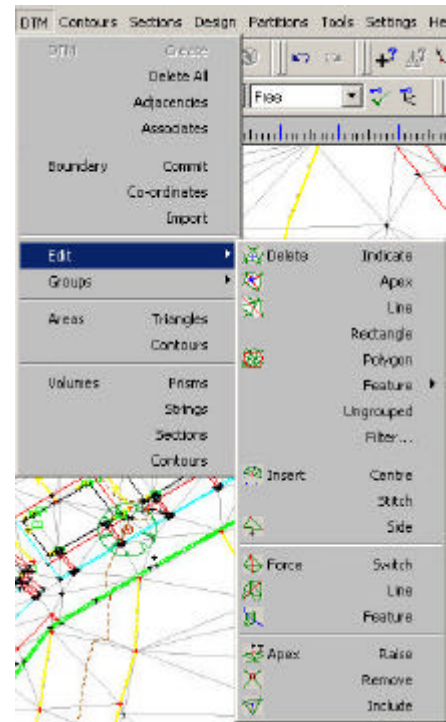 DTM Contours Sections Design Partitions Tools Settings He
DTM Create
Delete All
Adjacencies
Associates
Free
Boundary Commit
Co-ordinates
Import
Edit
Groups
Areas Triangles
Contours
Volumes Prisms
Strings
Sections
Contours
Delete Indicate
Apex
Line
Rectangle
Polygon
Feature
Ungrouped
Filter...
Insert Centre
Stitch
Side
Force Switch
Line
Feature
Apex Raise
Remove
Include